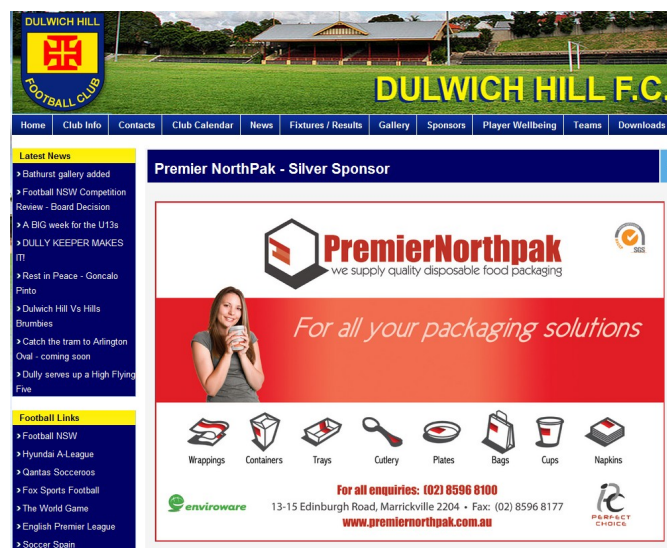 DULWICH HILL
FOOTBALL CLUB
DULWICH HILL F.C.
Home Club Info Contacts Club Calendar News Fixtures / Results Gallery Sponsors Player Wellbeing Teams Downloads
Latest News
Bathurst gallery added
Football NSW Competition
Review - Board Decision
A BIG week for the U13s
DULLY KEEPER MAKES
IT!
Rest in Peace - Goncalo
Pinto
Dulwich Hill Vs Hills
Brumbies
Catch the tram to Arlington
Oval - coming soon
Dully serves up a High Flying
Five
Football Links
Football NSW
Hyundai A-League
Qantas Socceroos
Fox Sports Football
The World Game
English Premier League
Soccer Spain
Premier NorthPak - Silver Sponsor
PremierNorthpak
we supply quality disposable food packaging
SGS
For all your packaging solutions
Wrappings Containers Trays Cutlery Plates Bags Cups Napkins
For all enquiries: (02) 8596 8100
enviroware
13-15 Edinburgh Road, Marrickville 2204 • Fax: (02) 8596 8177
www.premiernorthpak.com.au
PERFECT
CHOICE